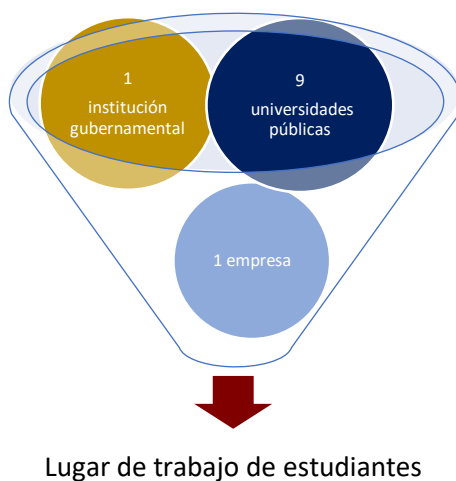 1
institución
gubernamental
9
universidades
públicas
1 empresa
Lugar de trabajo de estudiantes